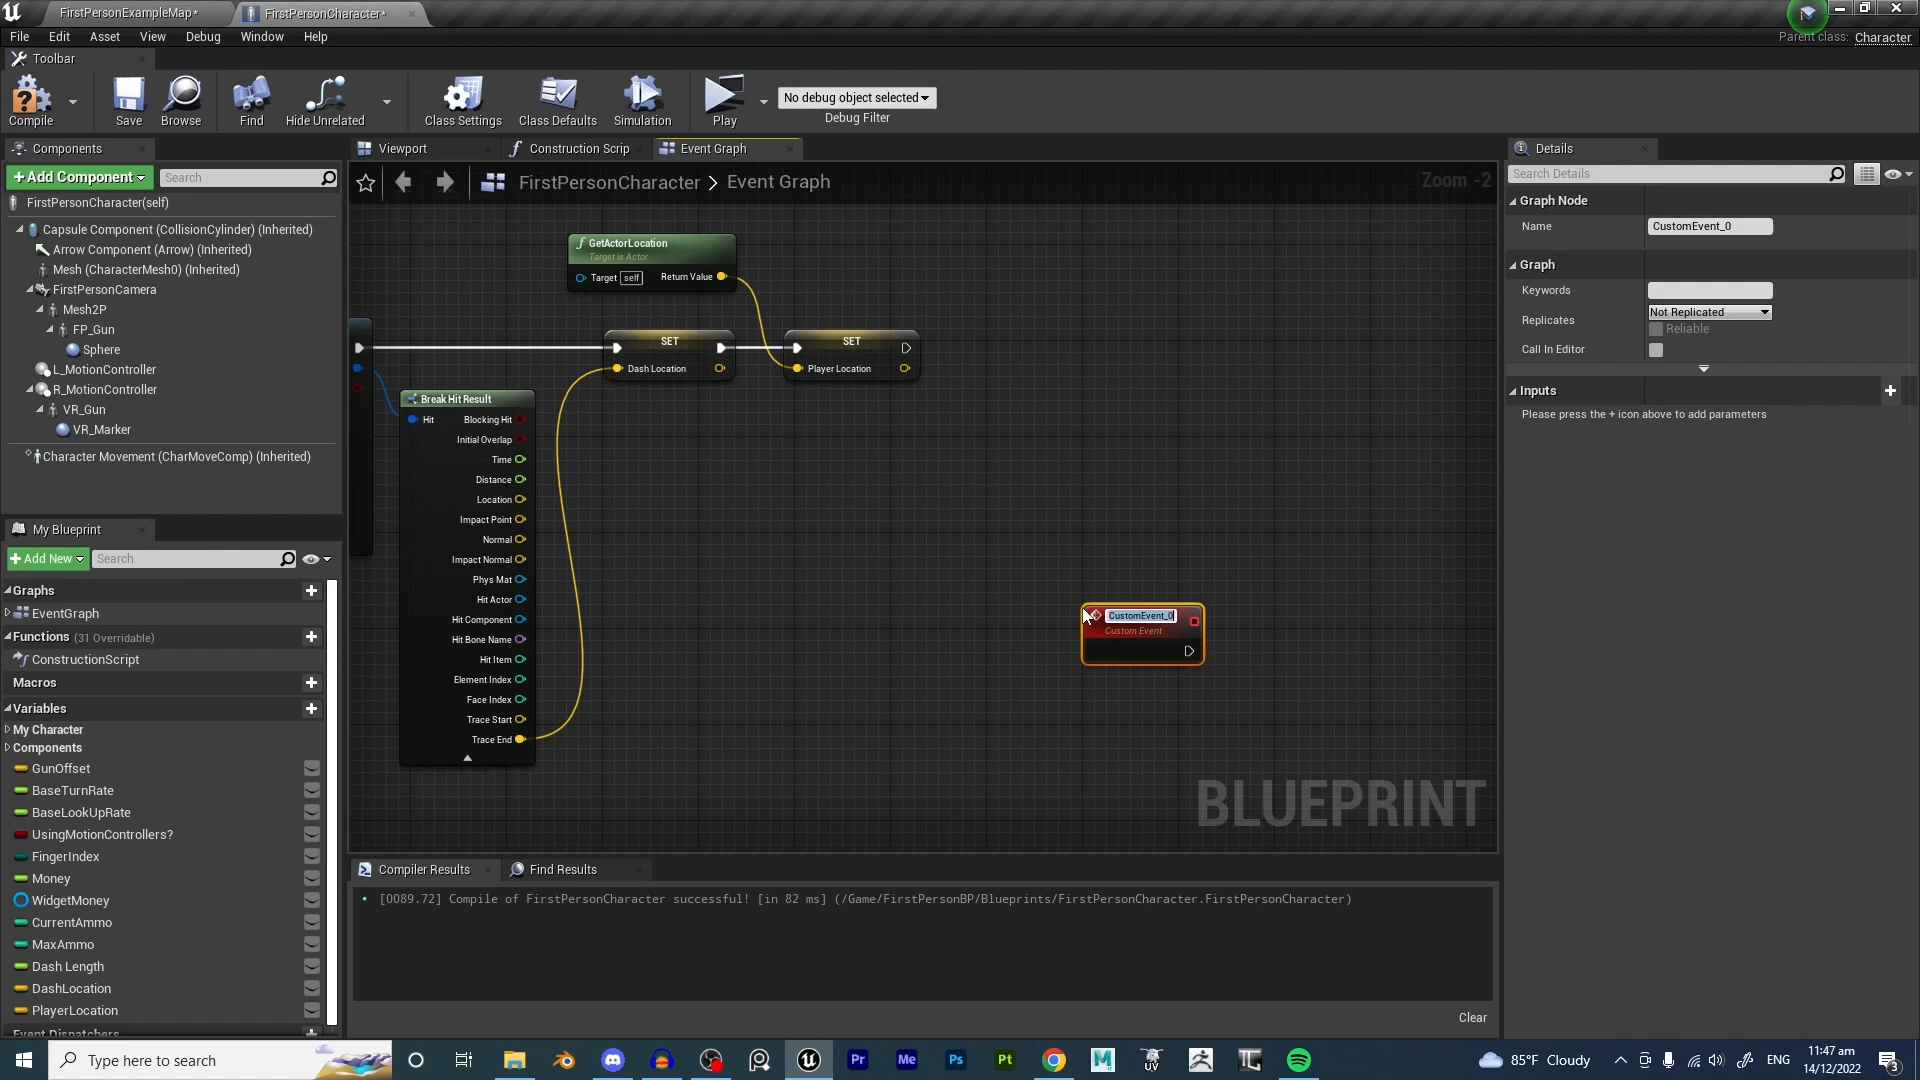 FirstPersonExampleMap*
FirstPersonCharacter*
File Edit Asset View Debug Window Help
Parent class: Character
Toolbar
Compile
Save
Browse
Find
Hide Unrelated
Class Settings
Class Defaults
Simulation
Play
No debug object selected
Debug Filter
Components
+Add Component
Search
FirstPersonCharacter(self)
Capsule Component (CollisionCylinder) (Inherited)
Arrow Component (Arrow) (Inherited)
Mesh (CharacterMesh0) (Inherited)
FirstPersonCamera
Mesh2P
FP_Gun
Sphere
L_MotionController
R_MotionController
VR_Gun
VR_Marker
Character Movement (CharMoveComp) (Inherited)
My Blueprint
+Add New
Search
Graphs
EventGraph
Functions (31 Overridable)
ConstructionScript
Macros
Variables
My Character
Components
GunOffset
BaseTurnRate
BaseLookUpRate
UsingMotionControllers?
FingerIndex
Money
WidgetMoney
CurrentAmmo
MaxAmmo
Dash Length
DashLocation
PlayerLocation
Event Dispatchers
Viewport
Construction Scrip
Event Graph
FirstPersonCharacter > Event Graph
Zoom -2
GetActorLocation
Target is Actor
Target self Return Value
SET
Dash Location
SET
Player Location
Break Hit Result
Hit Blocking Hit
Initial Overlap
Time
Distance
Location
Impact Point
Normal
Impact Normal
Phys Mat
Hit Actor
Hit Component
Hit Bone Name
Hit Item
Element Index
Face Index
Trace Start
Trace End
CustomEvent_0
Custom Event
BLUEPRINT
Compiler Results
Find Results
[0089.72] Compile of FirstPersonCharacter successful! [in 82 ms] (/Game/FirstPersonBP/Blueprints/FirstPersonCharacter.FirstPersonCharacter)
Clear
Details
Search Details
Graph Node
Name CustomEvent_0
Graph
Keywords
Replicates Not Replicated
Reliable
Call In Editor
Inputs
Please press the + icon above to add parameters
Type here to search
Pr
Me
Ps
Pt
M
UV
85°F Cloudy
ENG
11:47 am
14/12/2022
3